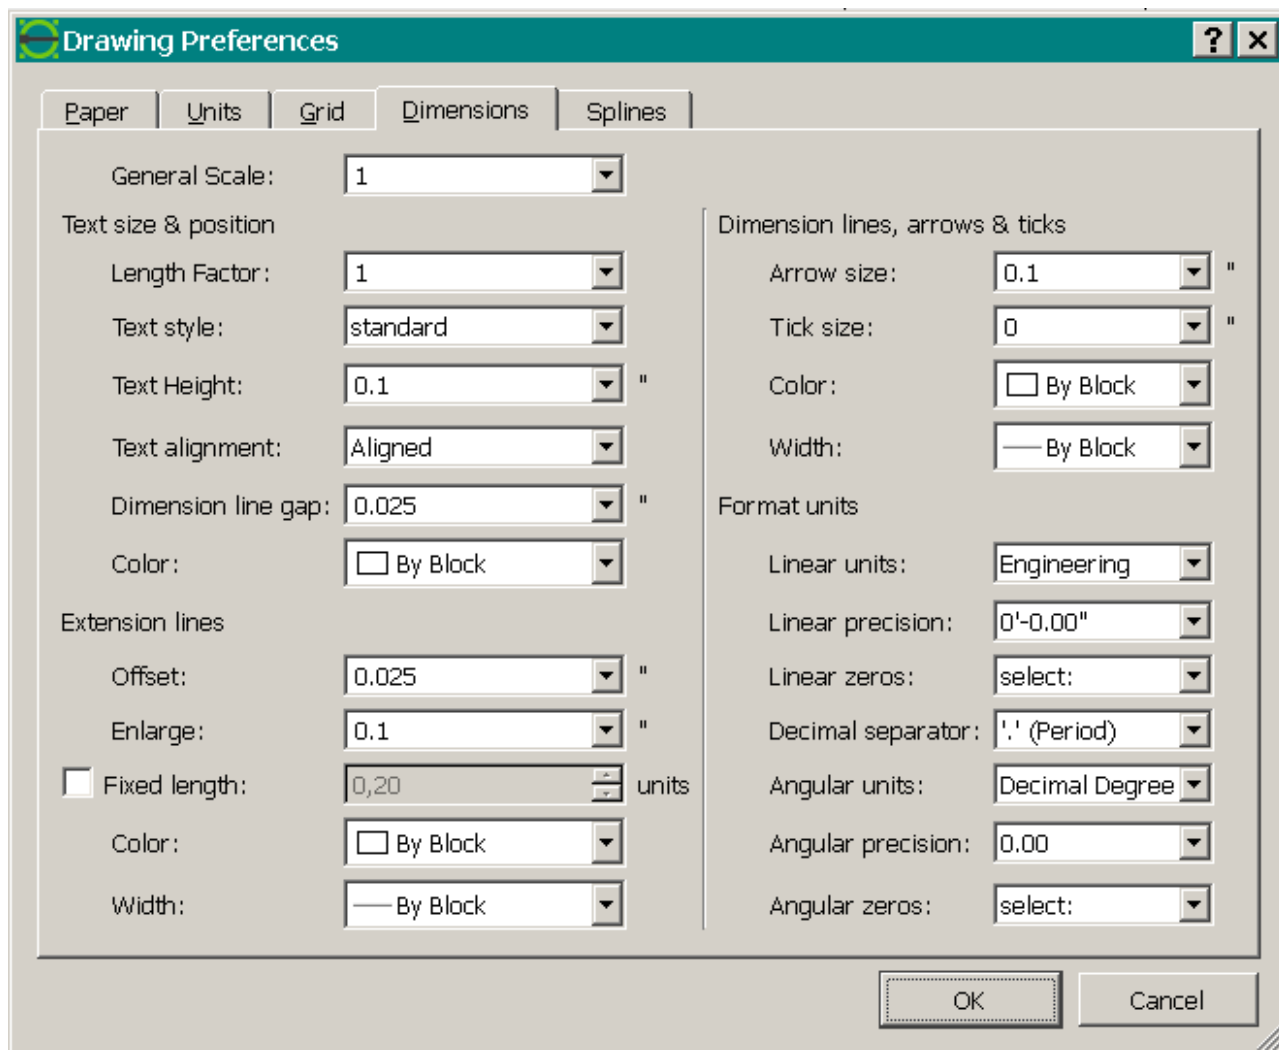 Drawing Preferences
Paper Units Grid Dimensions Splines
General Scale: 1
Text size & position
Length Factor: 1
Text style: standard
Text Height: 0.1 "
Text alignment: Aligned
Dimension line gap: 0.025 "
Color: By Block
Extension lines
Offset: 0.025 "
Enlarge: 0.1 "
Fixed length: 0,20 units
Color: By Block
Width: By Block
Dimension lines, arrows & ticks
Arrow size: 0.1 "
Tick size: 0 "
Color: By Block
Width: By Block
Format units
Linear units: Engineering
Linear precision: 0'-0.00"
Linear zeros: select:
Decimal separator: '.' (Period)
Angular units: Decimal Degree
Angular precision: 0.00
Angular zeros: select:
OK Cancel